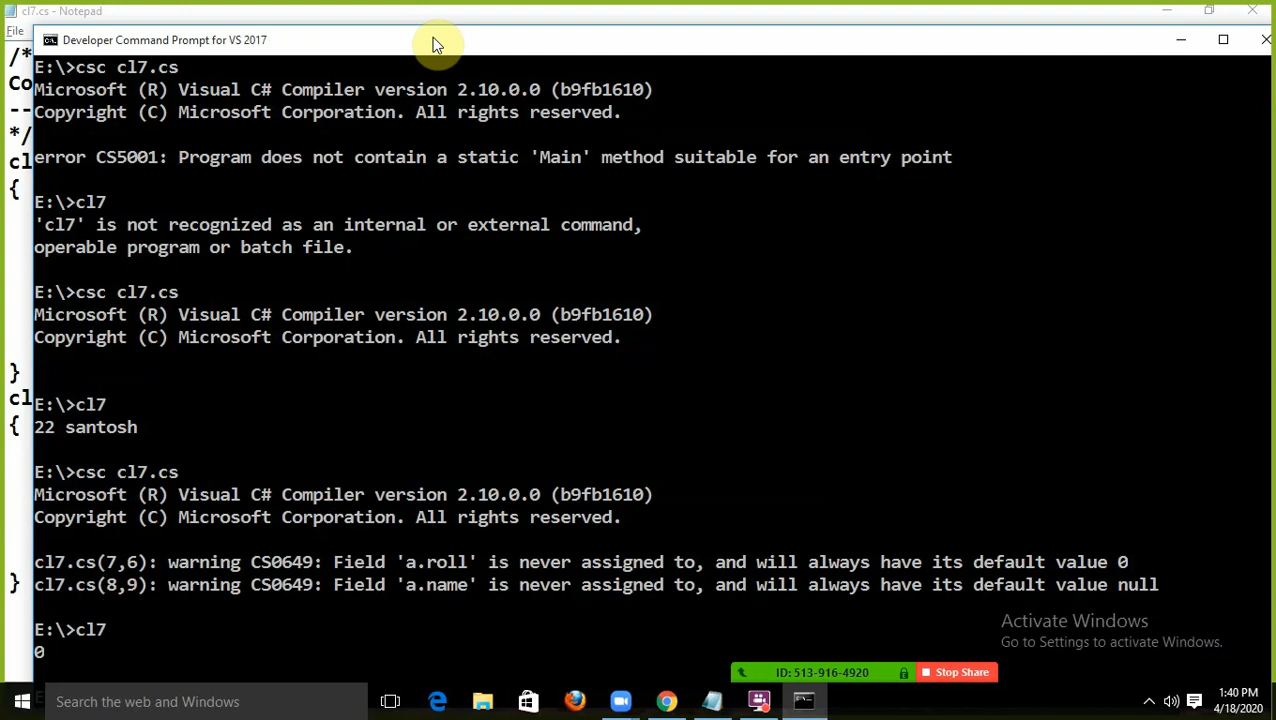 cl7.cs - Notepad
File
Developer Command Prompt for VS 2017
/*
Co
--
*/
cl
{
}
cl
{
}
E:\>csc cl7.cs
Microsoft (R) Visual C# Compiler version 2.10.0.0 (b9fb1610)
Copyright (C) Microsoft Corporation. All rights reserved.
error CS5001: Program does not contain a static 'Main' method suitable for an entry point
E:\>cl7
'cl7' is not recognized as an internal or external command,
operable program or batch file.
E:\>csc cl7.cs
Microsoft (R) Visual C# Compiler version 2.10.0.0 (b9fb1610)
Copyright (C) Microsoft Corporation. All rights reserved.
E:\>cl7
22 santosh
E:\>csc cl7.cs
Microsoft (R) Visual C# Compiler version 2.10.0.0 (b9fb1610)
Copyright (C) Microsoft Corporation. All rights reserved.
cl7.cs(7,6): warning CS0649: Field 'a.roll' is never assigned to, and will always have its default value 0
cl7.cs(8,9): warning CS0649: Field 'a.name' is never assigned to, and will always have its default value null
E:\>cl7
0
Activate Windows
Go to Settings to activate Windows.
ID: 513-916-4920
Stop Share
Search the web and Windows
1:40 PM
4/18/2020